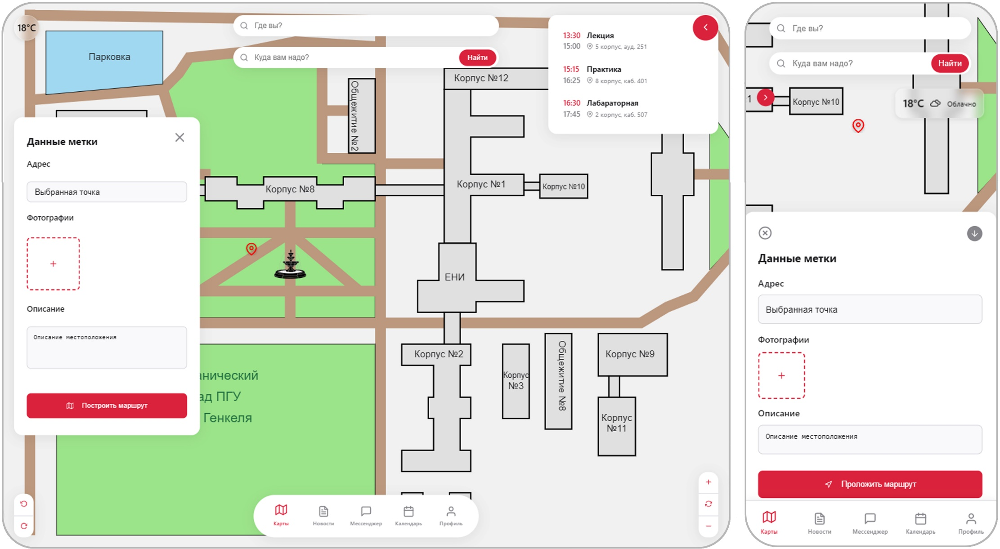 18°C
Где вы?
Куда вам надо?
Найти
13:30 Лекция
15:00 5 корпус, ауд. 251
15:15 Практика
16:25 8 корпус, каб. 401
16:30 Лабараторная
17:45 2 корпус, каб. 507
Парковка
Общежитие №2
Корпус №12
Данные метки
Адрес
Выбранная точка
Фотографии
+
Описание
Описание местоположения
Построить маршрут
Корпус №8
Корпус №1
Корпус №10
ЕНИ
Корпус №2
Корпус
№3
Общежитие №8
Корпус №9
Корпус
№11
анический
ад ПГУ
Генкеля
+
−
Карты
Новости
Мессенджер
Календарь
Профиль
Где вы?
Куда вам надо?
Найти
1
Корпус №10
18°C Облачно
Данные метки
Адрес
Выбранная точка
Фотографии
+
Описание
Описание местоположения
Проложить маршрут
Карты
Новости
Мессенджер
Календарь
Профиль